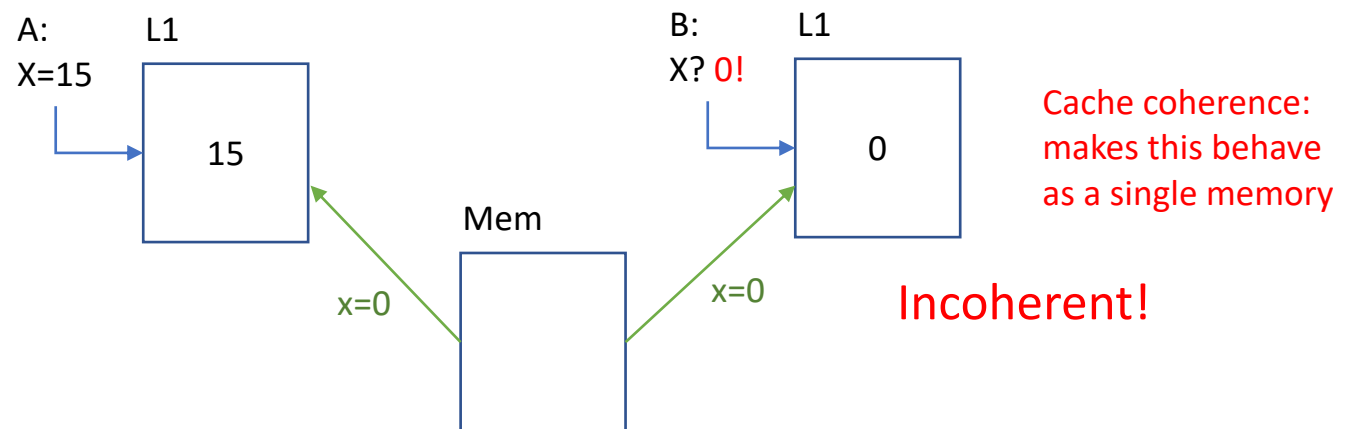 A:
X=15
L1
15
B:
X? 0!
L1
0
Cache coherence:
makes this behave
as a single memory
Mem
x=0
x=0
Incoherent!